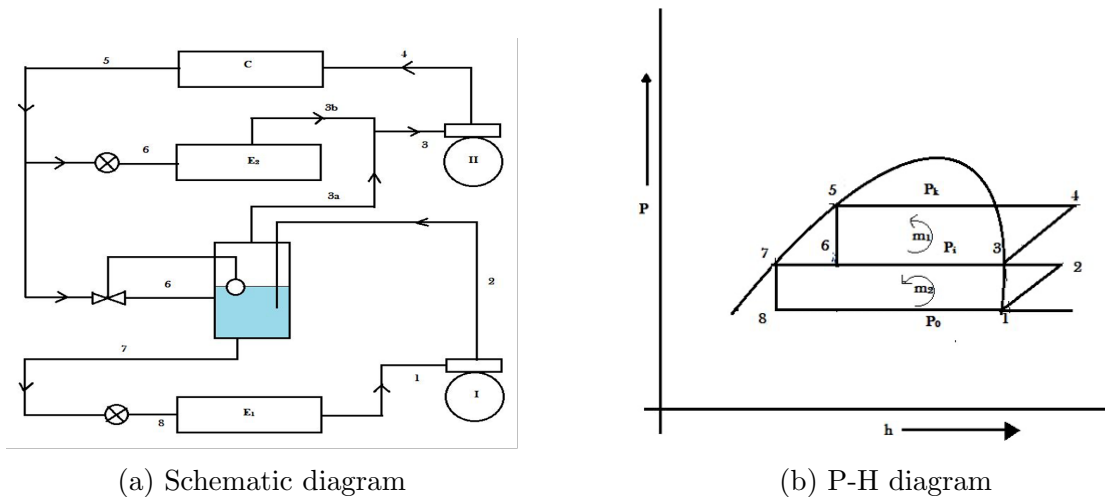 5
C
4
3b
6
E₂
3
II
3a
6
2
7
1
I
8
E₁
P
5
Pₖ
4
m₁
7
6
Pᵢ
3
2
m₂
8
P₀
1
h
(a) Schematic diagram
(b) P-H diagram